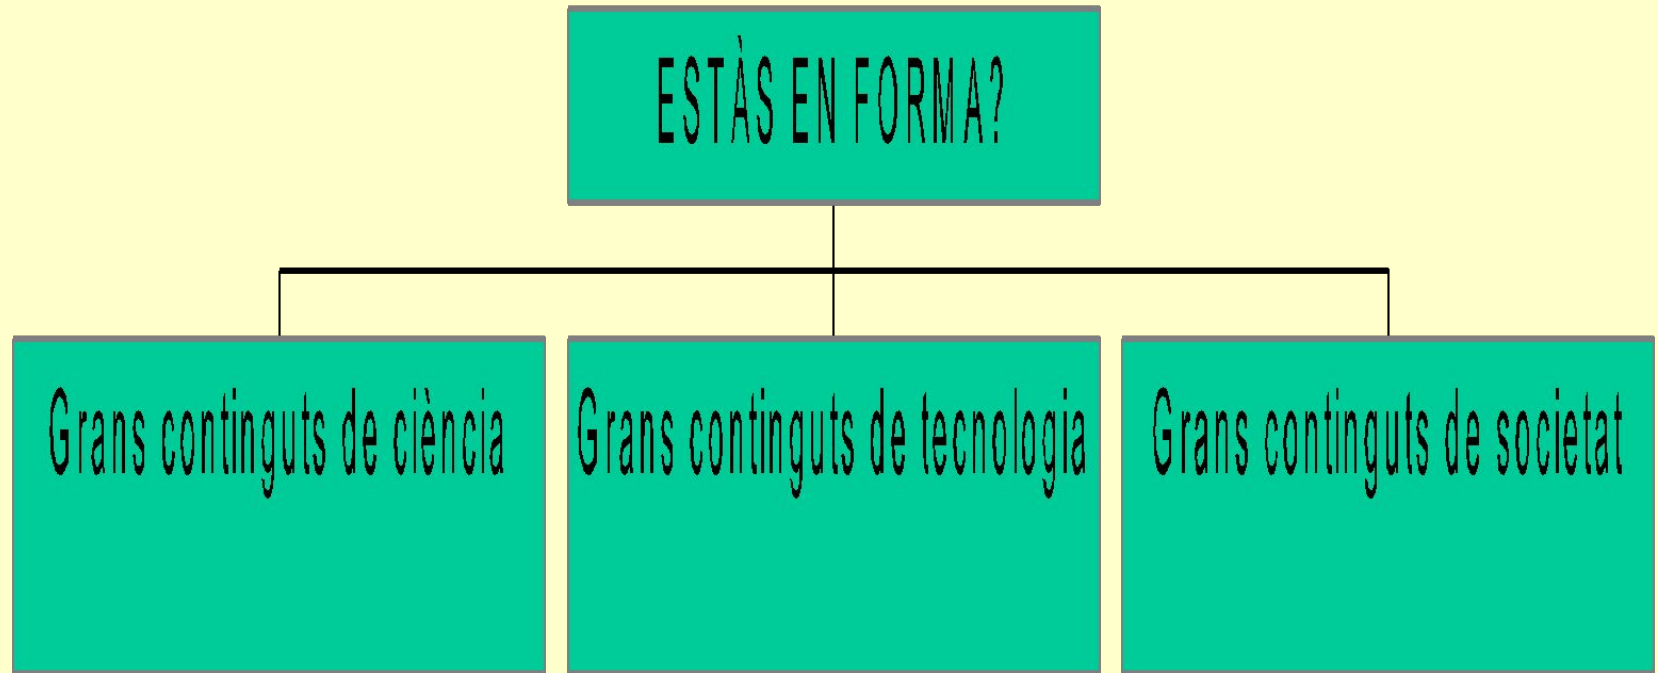 ESTÀS EN FORMA?
Grans continguts de ciència
Grans continguts de tecnologia
Grans continguts de societat